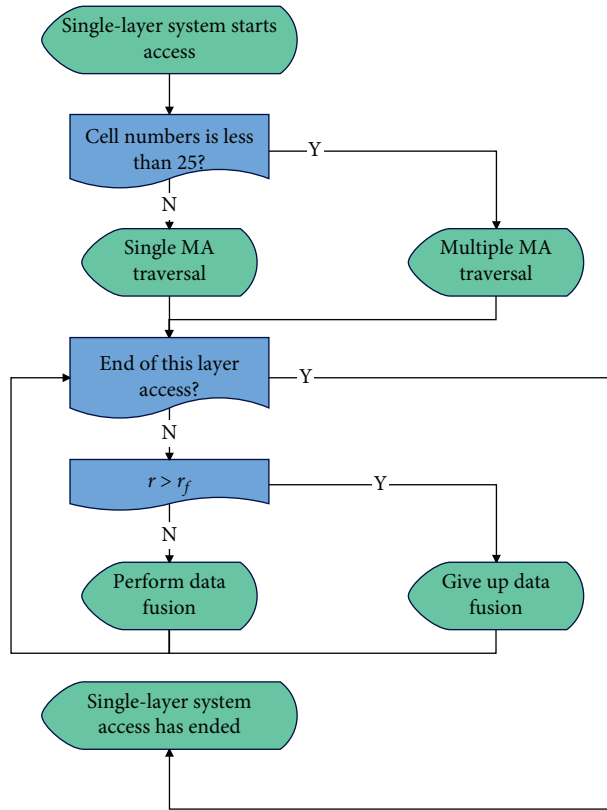 Single-layer system starts
access
Cell numbers is less
than 25?
Y
N
Single MA
traversal
Multiple MA
traversal
End of this layer
access?
Y
N
r > r_f
Y
N
Perform data
fusion
Give up data
fusion
Single-layer system
access has ended